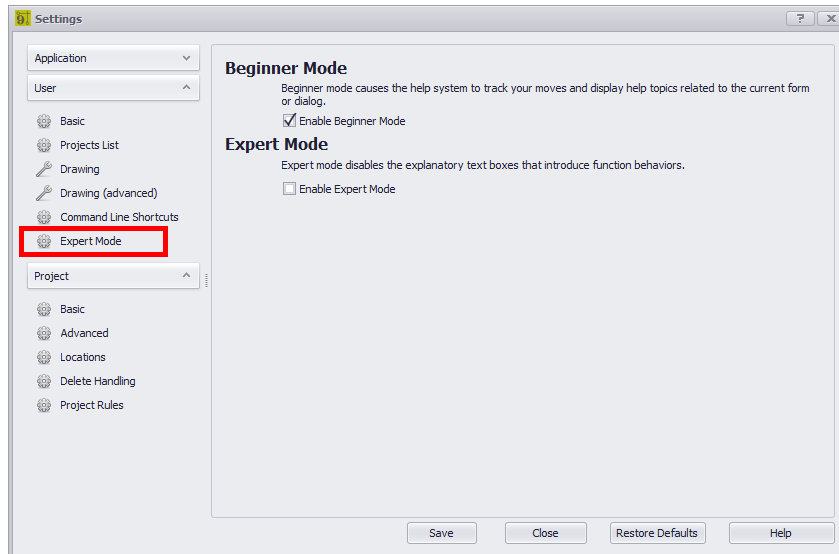 Settings
Application
User
Basic
Projects List
Drawing
Drawing (advanced)
Command Line Shortcuts
Expert Mode
Project
Basic
Advanced
Locations
Delete Handling
Project Rules
Beginner Mode
Beginner mode causes the help system to track your moves and display help topics related to the current form
or dialog.
Enable Beginner Mode
Expert Mode
Expert mode disables the explanatory text boxes that introduce function behaviors.
Enable Expert Mode
Save Close Restore Defaults Help